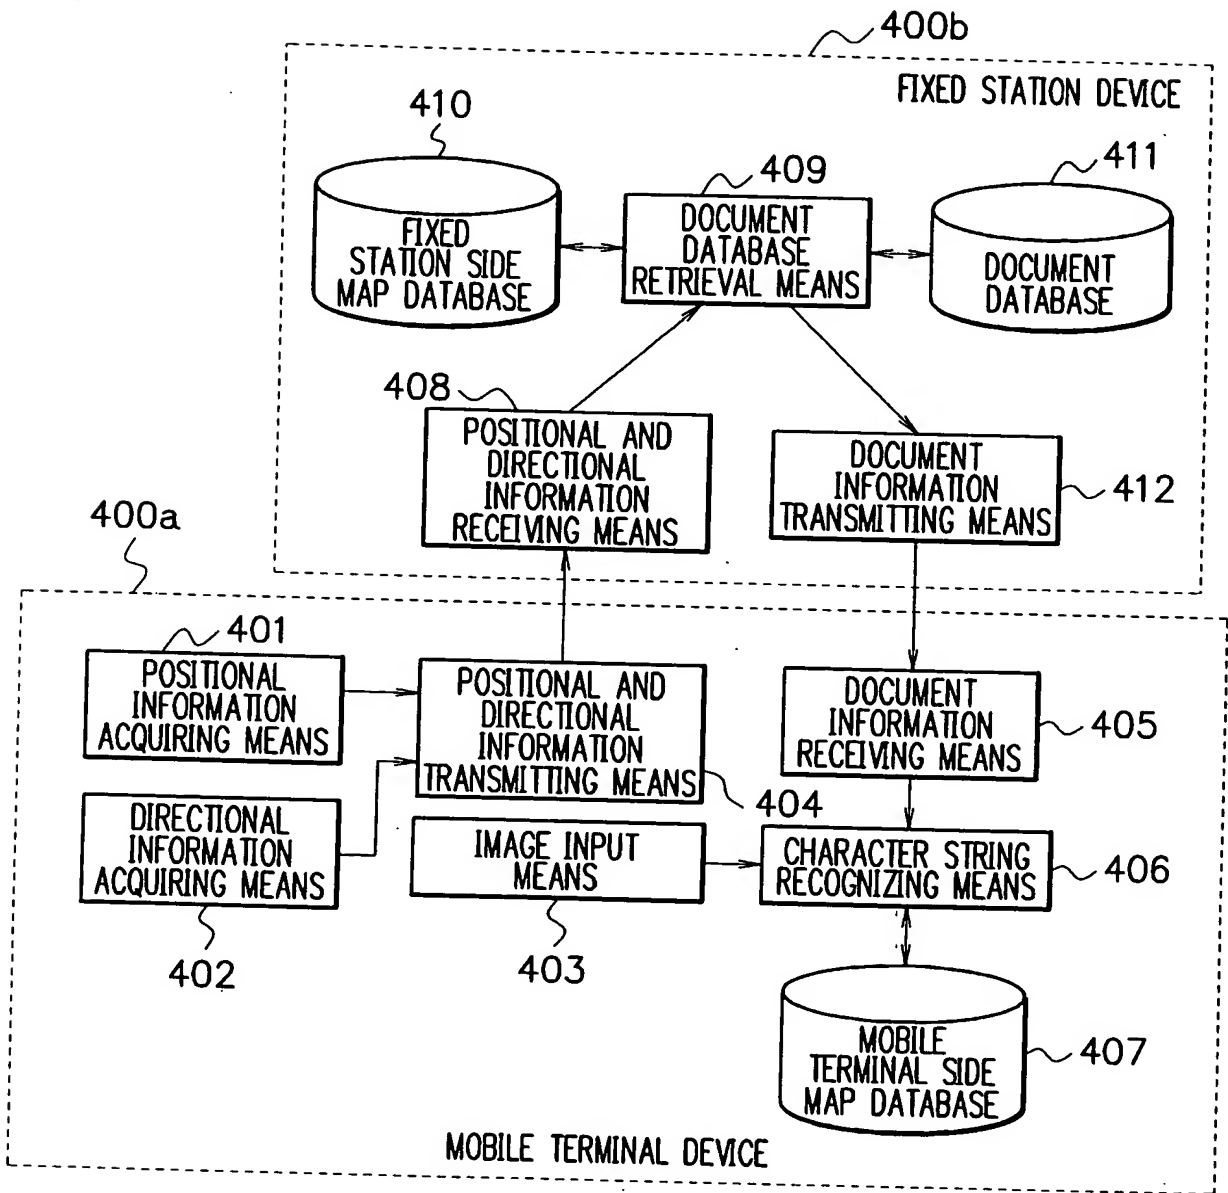 400b
FIXED STATION DEVICE
410
409
411
FIXED
STATION SIDE
MAP DATABASE
DOCUMENT
DATABASE
RETRIEVAL MEANS
DOCUMENT
DATABASE
408
POSITIONAL AND
DIRECTIONAL
INFORMATION
RECEIVING MEANS
DOCUMENT
INFORMATION
TRANSMITTING MEANS
412
400a
401
POSITIONAL
INFORMATION
ACQUIRING MEANS
POSITIONAL AND
DIRECTIONAL
INFORMATION
TRANSMITTING MEANS
404
DOCUMENT
INFORMATION
RECEIVING MEANS
405
DIRECTIONAL
INFORMATION
ACQUIRING MEANS
402
IMAGE INPUT
MEANS
403
CHARACTER STRING
RECOGNIZING MEANS
406
MOBILE
TERMINAL SIDE
MAP DATABASE
407
MOBILE TERMINAL DEVICE